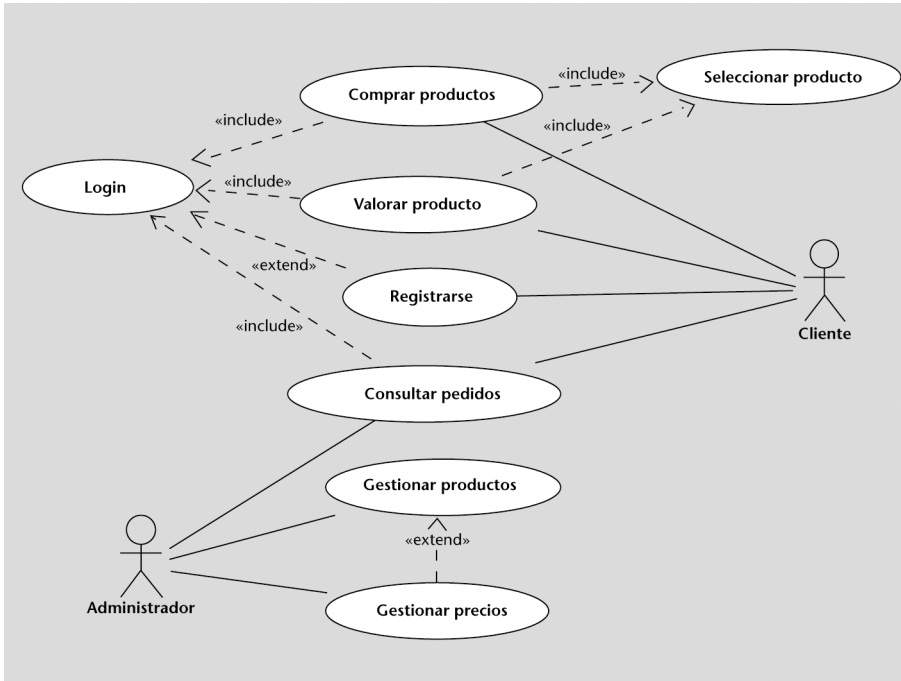 Comprar productos
«include»
Seleccionar producto
«include»
«include»
Login
«include»
Valorar producto
«extend»
Registrarse
«include»
Cliente
Consultar pedidos
Gestionar productos
«extend»
Administrador
Gestionar precios